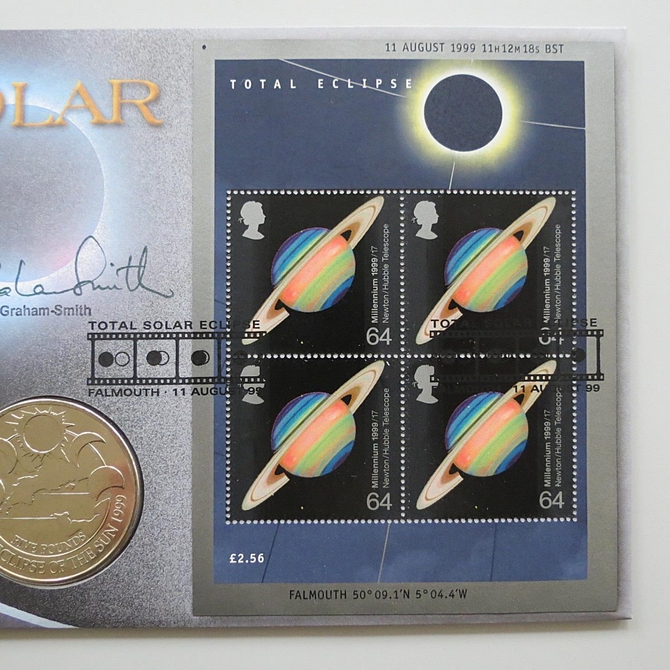 11 AUGUST 1999 11H12M18S BST
TOTAL ECLIPSE
OLAR
Graham-Smith
TOTAL SOLAR ECLIPSE
FALMOUTH · 11 AUGUST 99
FIVE POUNDS
ECLIPSE OF THE SUN 1999
Millennium 1999/17
Newton/Hubble Telescope
64
Millennium 1999/17
Newton/Hubble Telescope
Millennium 1999/17
Newton/Hubble Telescope
64
Millennium 1999/17
Newton/Hubble Telescope
64
11 AUGUST 99
£2.56
FALMOUTH 50°09.1'N 5°04.4'W